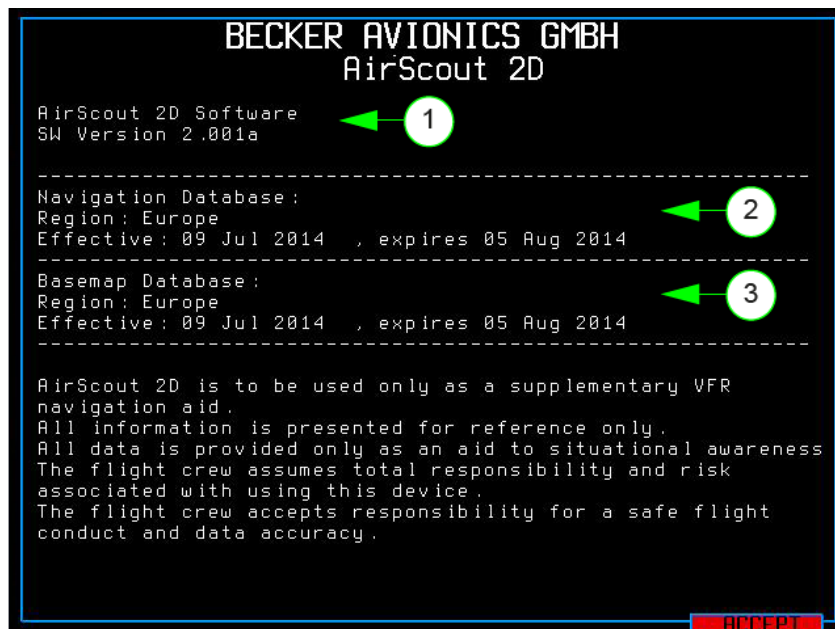 BECKER AVIONICS GMBH
AirScout 2D
AirScout 2D Software
SW Version 2.001a
1
Navigation Database:
Region: Europe
Effective: 09 Jul 2014 , expires 05 Aug 2014
2
Basemap Database:
Region: Europe
Effective: 09 Jul 2014 , expires 05 Aug 2014
3
AirScout 2D is to be used only as a supplementary VFR
navigation aid.
All information is presented for reference only.
All data is provided only as an aid to situational awareness
The flight crew assumes total responsibility and risk
associated with using this device.
The flight crew accepts responsibility for a safe flight
conduct and data accuracy.
ACCEPT